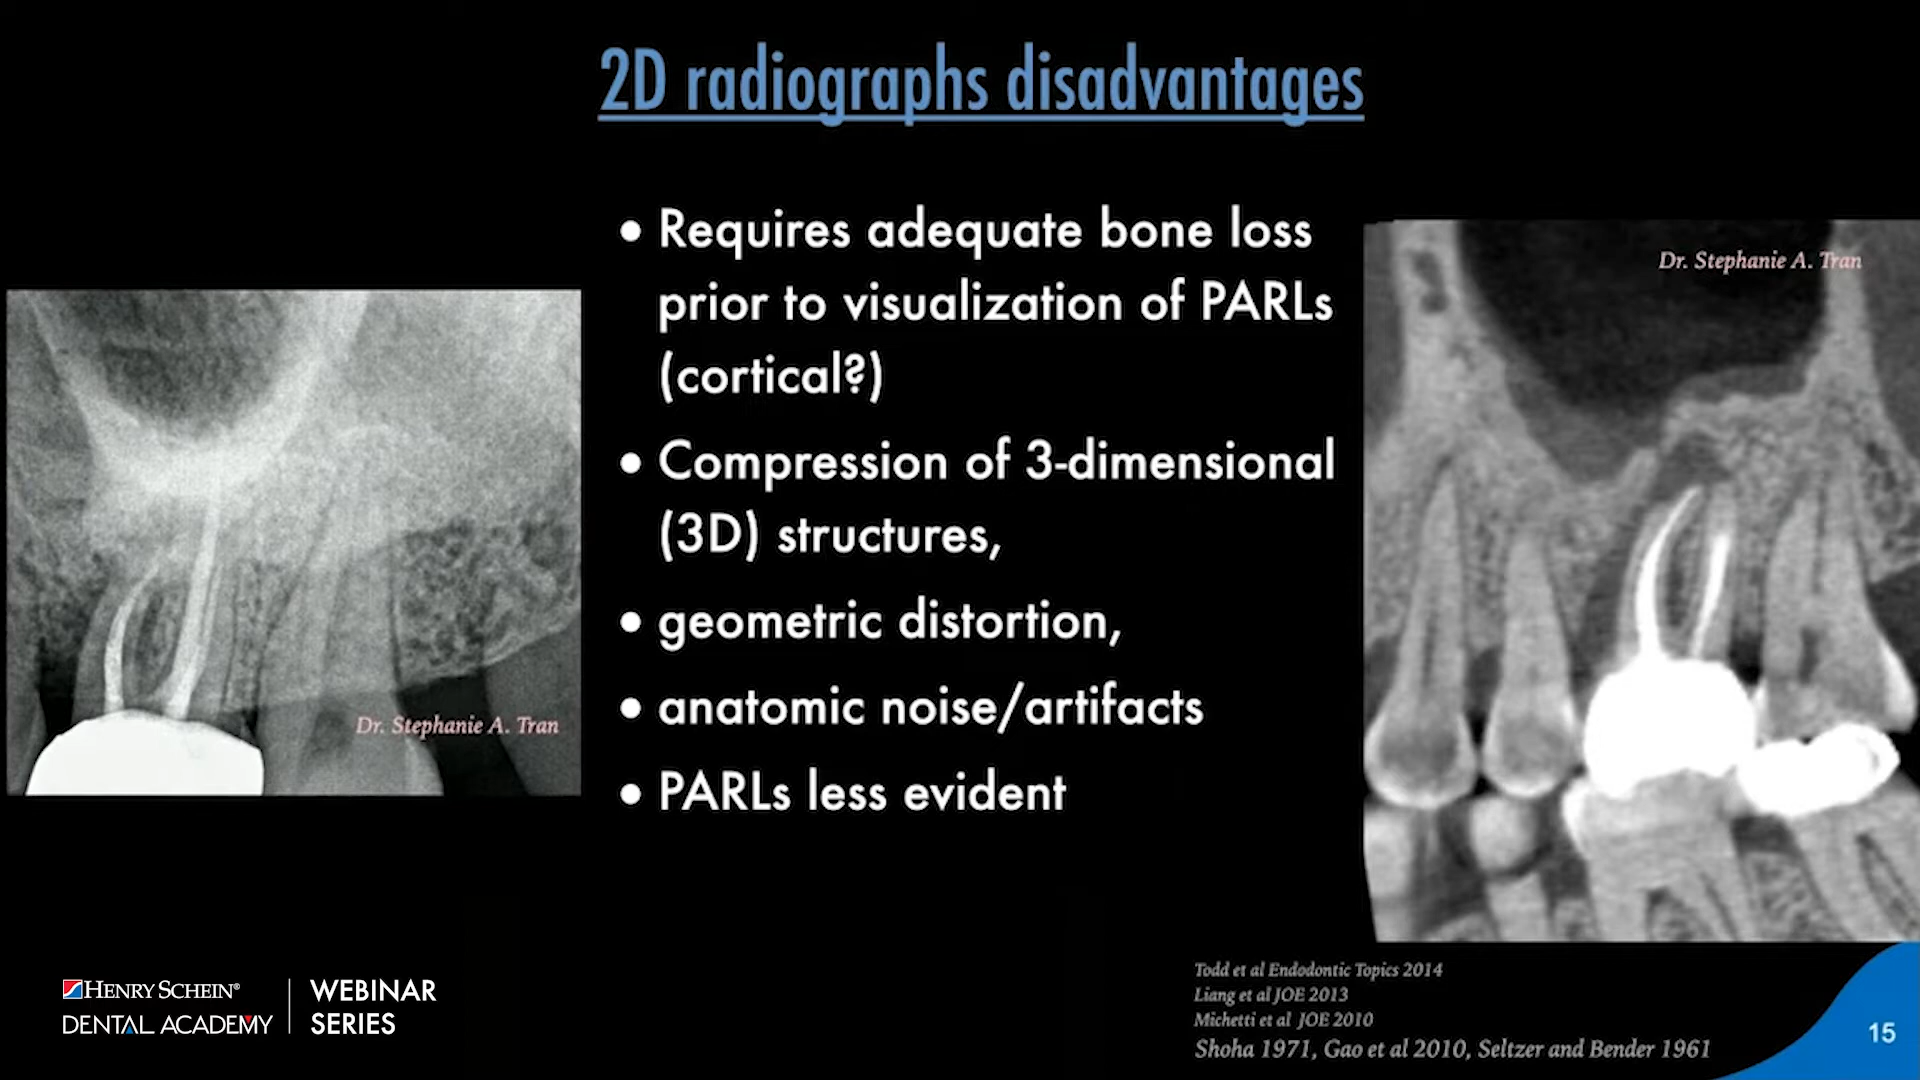 2D radiographs disadvantages
• Requires adequate bone loss
prior to visualization of PARLs
(cortical?)
• Compression of 3-dimensional
(3D) structures,
• geometric distortion,
• anatomic noise/artifacts
• PARLs less evident
Dr. Stephanie A. Tran
Dr. Stephanie A. Tran
Todd et al Endodontic Topics 2014
Liang et al JOE 2013
Michetti et al JOE 2010
Shoha 1971, Gao et al 2010, Seltzer and Bender 1961
HENRY SCHEIN®
DENTAL ACADEMY
WEBINAR
SERIES
15